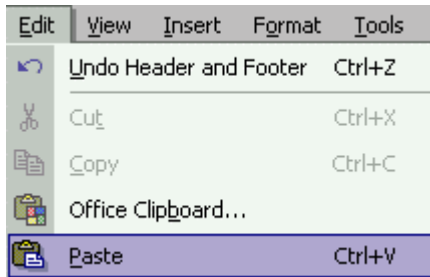 Edit View Insert Format Tools
Undo Header and Footer Ctrl+Z
Cut Ctrl+X
Copy Ctrl+C
Office Clipboard...
Paste Ctrl+V